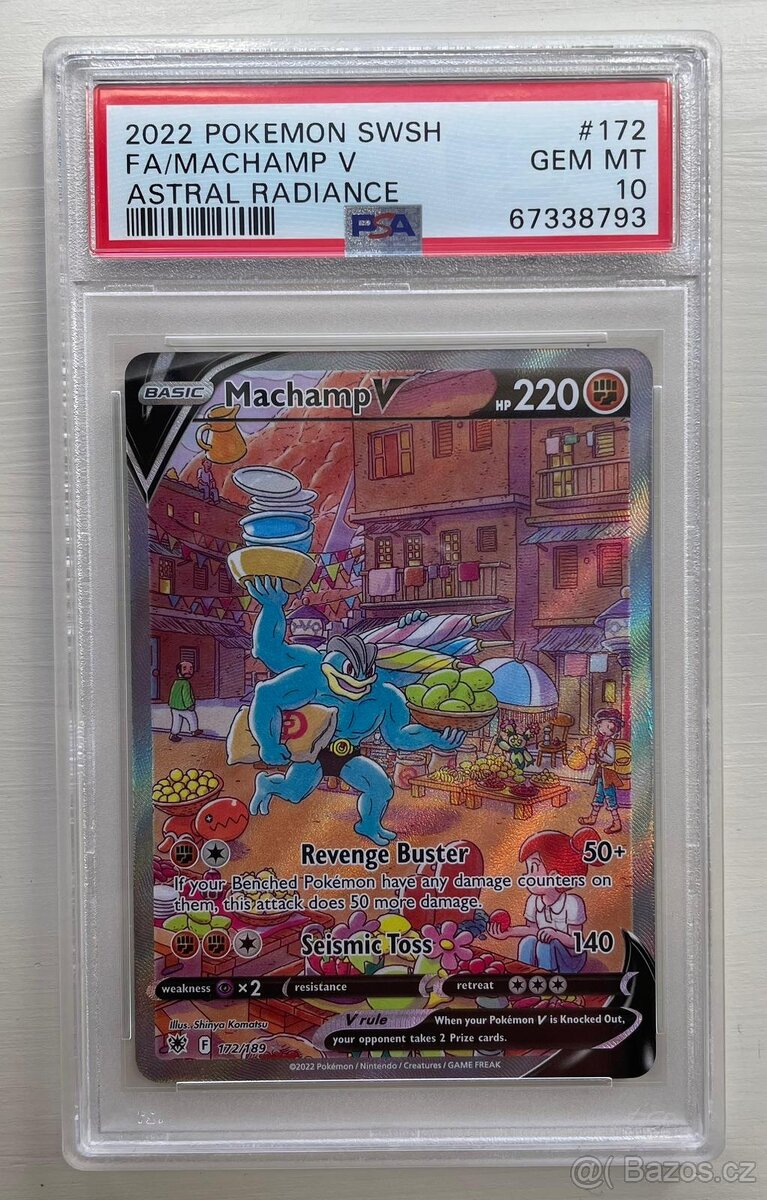 2022 POKEMON SWSH #172
FA/MACHAMP V GEM MT
ASTRAL RADIANCE 10
PSA 67338793
BASIC Machamp V HP 220
Revenge Buster 50+
If your Benched Pokémon have any damage counters on
them, this attack does 50 more damage.
Seismic Toss 140
weakness ×2 resistance retreat
V rule When your Pokémon V is Knocked Out,
your opponent takes 2 Prize cards.
Illus. Shinya Komatsu
F 172/189
©2022 Pokémon / Nintendo / Creatures / GAME FREAK
@( Bazos.cz